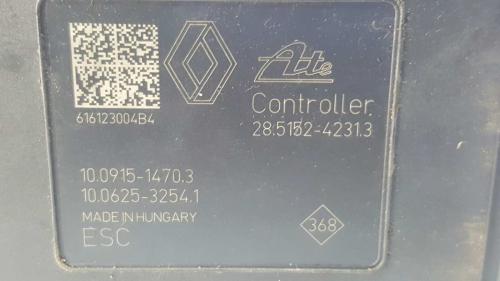 616123004B4
Ate
Controller
28.5152-4231.3
10.0915-1470.3
10.0625-3254.1
MADE IN HUNGARY
ESC
368